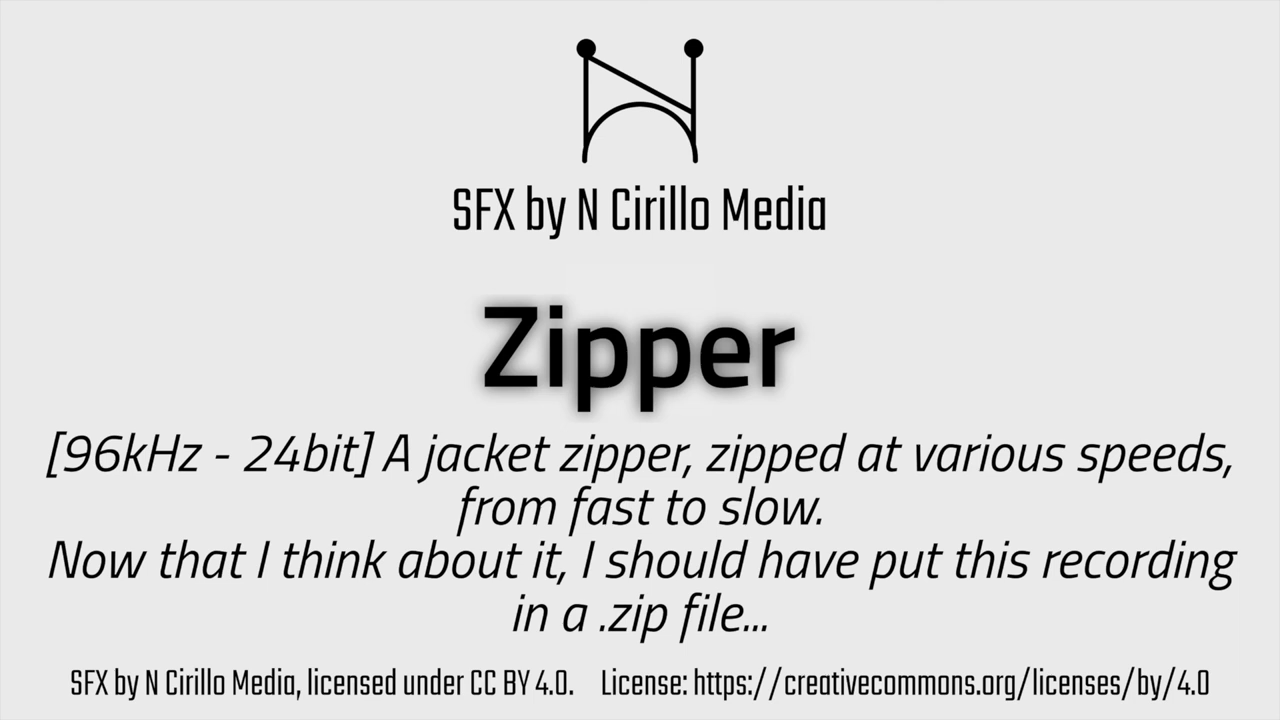 SFX by N Cirillo Media
Zipper
[96kHz - 24bit] A jacket zipper, zipped at various speeds,
from fast to slow.
Now that I think about it, I should have put this recording
in a .zip file...
SFX by N Cirillo Media, licensed under CC BY 4.0. License: https://creativecommons.org/licenses/by/4.0